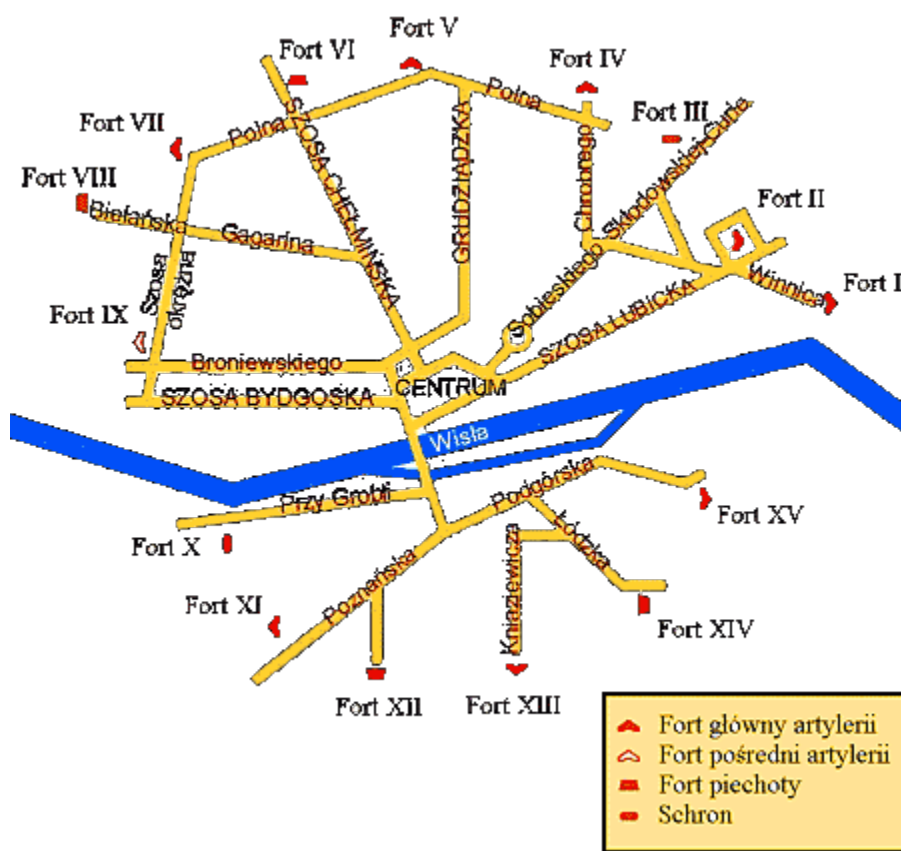 Fort V
Fort VI
Fort IV
Polna
Fort III
Fort VII
Polna
SZOSA CHEŁMIŃSKA
GRUDZIĄDZKA
Chrobrego
Skłodowskiej-Curie
Fort VIII
Bielańska
Gagarina
Fort II
Szosa
Okrężna
Sobieskiego
Winnica
Fort I
Fort IX
SZOSA LUBICKA
Broniewskiego
CENTRUM
SZOSA BYDGOSKA
Wisła
Przy Grobli
Podgórska
Fort XV
Fort X
Łódzka
Kniaziewicza
Poznańska
Fort XI
Fort XIV
Fort XII
Fort XIII
Fort główny artylerii
Fort pośredni artylerii
Fort piechoty
Schron